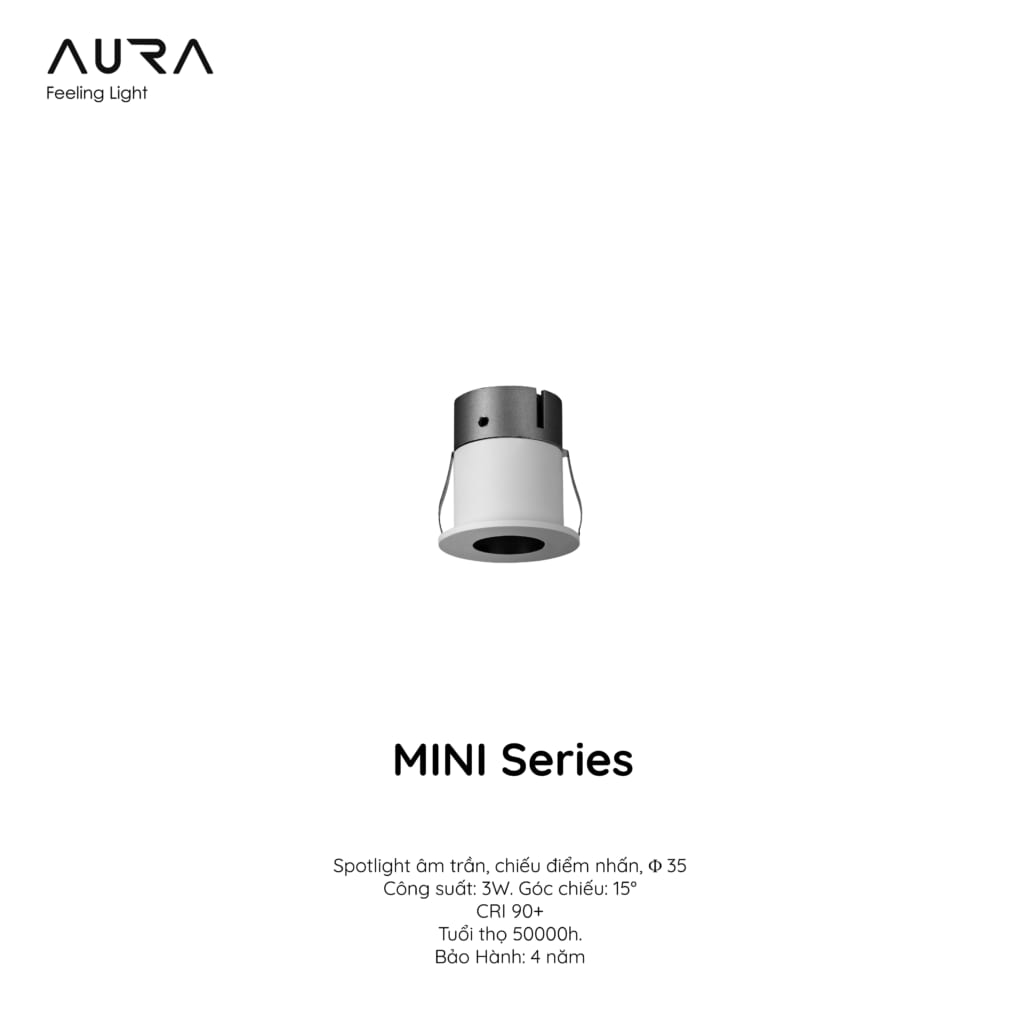 AURA
Feeling Light
MINI Series
Spotlight âm trần, chiếu điểm nhấn, Φ 35
Công suất: 3W. Góc chiếu: 15°
CRI 90+
Tuổi thọ 50000h.
Bảo Hành: 4 năm